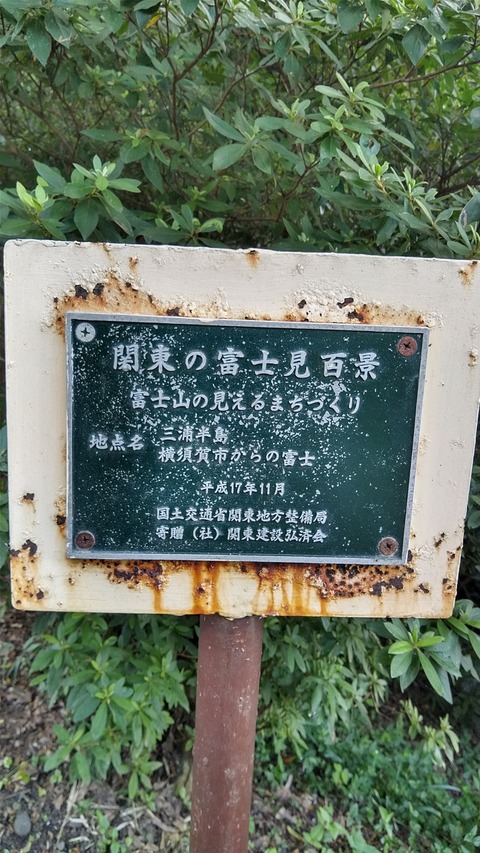 関東の富士見百景
富士山の見えるまちづくり
地点名 三浦半島
横須賀市からの富士
平成17年11月
国土交通省関東地方整備局
寄贈（社）関東建設弘済会